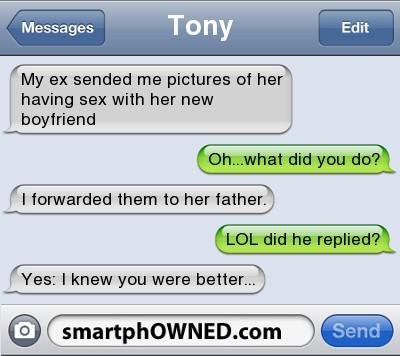 Messages
Tony
Edit
My ex sended me pictures of her
having sex with her new
boyfriend
Oh...what did you do?
I forwarded them to her father.
LOL did he replied?
Yes: I knew you were better...
smartphOWNED.com
Send